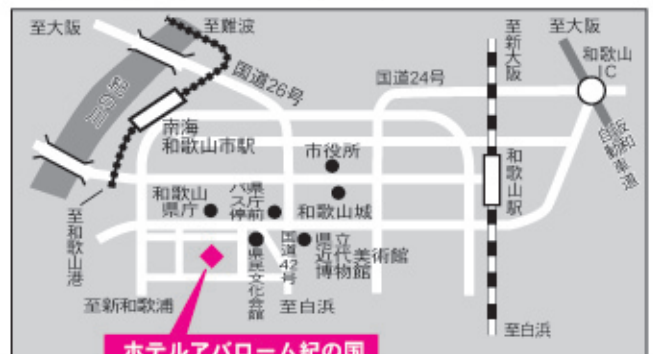 至大阪
至難波
国道26号
紀の川
南海
和歌山市駅
至和歌山港
国道24号
至新大阪
至大阪
和歌山
IC
阪和
自動車道
市役所
和歌山駅
和歌山
県庁
県庁前
バス停
和歌山城
県民文化会館
国道42号
県立
近代美術館
博物館
至新和歌浦
至白浜
至白浜
ホテルアバローム紀の国